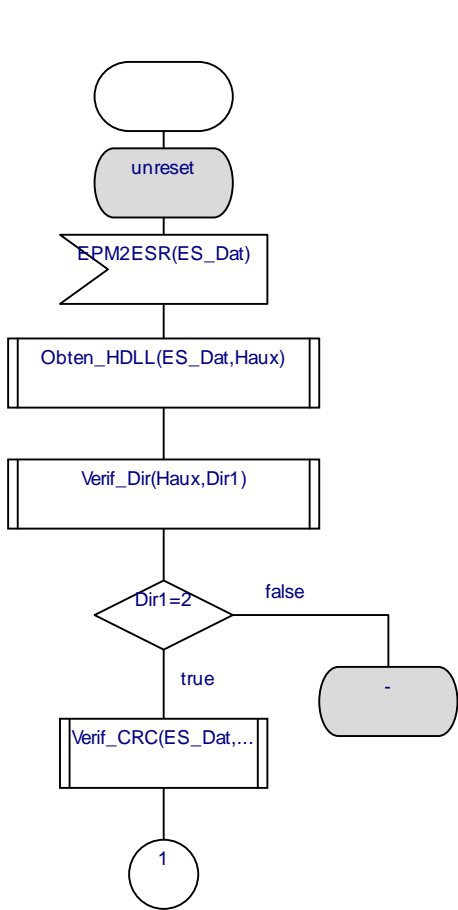 unreset
EPM2ESR(ES_Dat)
Obten_HDLL(ES_Dat,Haux)
Verif_Dir(Haux,Dir1)
Dir1=2
false
true
-
Verif_CRC(ES_Dat,...
1